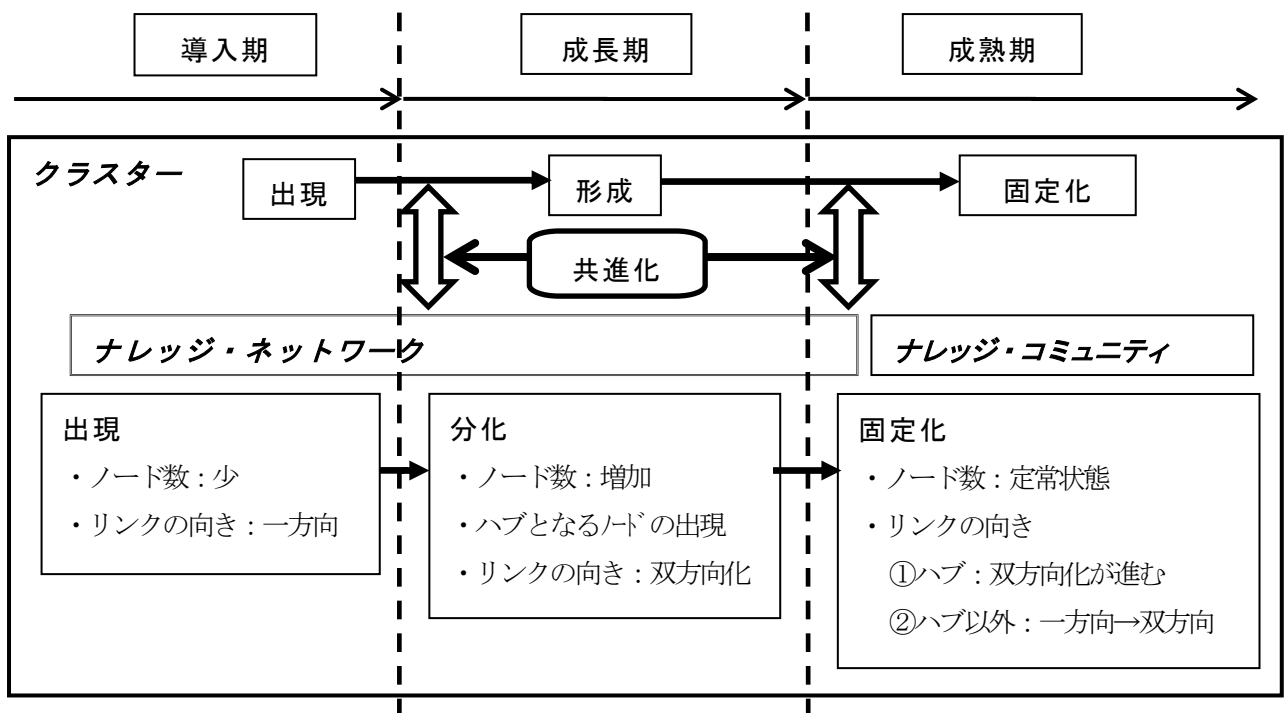 導入期
成長期
成熟期
クラスター
出現
形成
固定化
共進化
ナレッジ・ネットワーク
ナレッジ・コミュニティ
出現
・ノード数：少
・リンクの向き：一方向
分化
・ノード数：増加
・ハブとなるﾉｰﾄﾞの出現
・リンクの向き：双方向化
固定化
・ノード数：定常状態
・リンクの向き
①ハブ：双方向化が進む
②ハブ以外：一方向→双方向